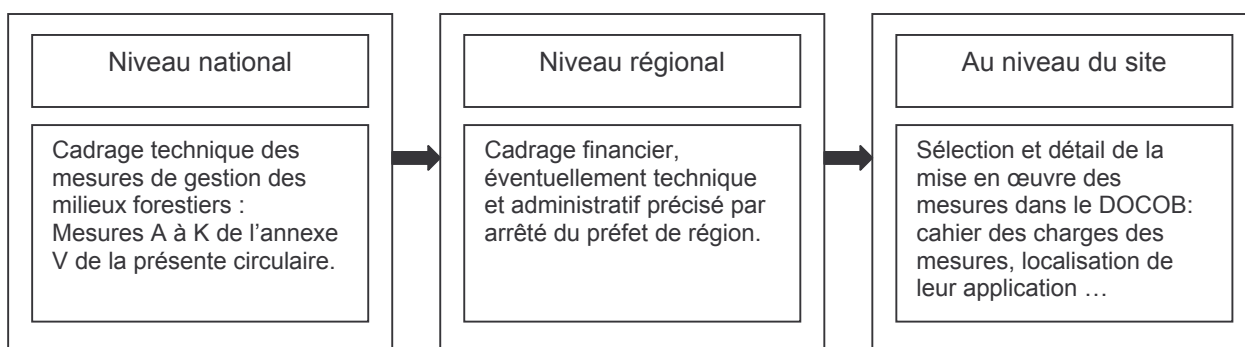 Niveau national
Cadrage technique des
mesures de gestion des
milieux forestiers :
Mesures A à K de l'annexe
V de la présente circulaire.
Niveau régional
Cadrage financier,
éventuellement technique
et administratif précisé par
arrêté du préfet de région.
Au niveau du site
Sélection et détail de la
mise en œuvre des
mesures dans le DOCOB:
cahier des charges des
mesures, localisation de
leur application …